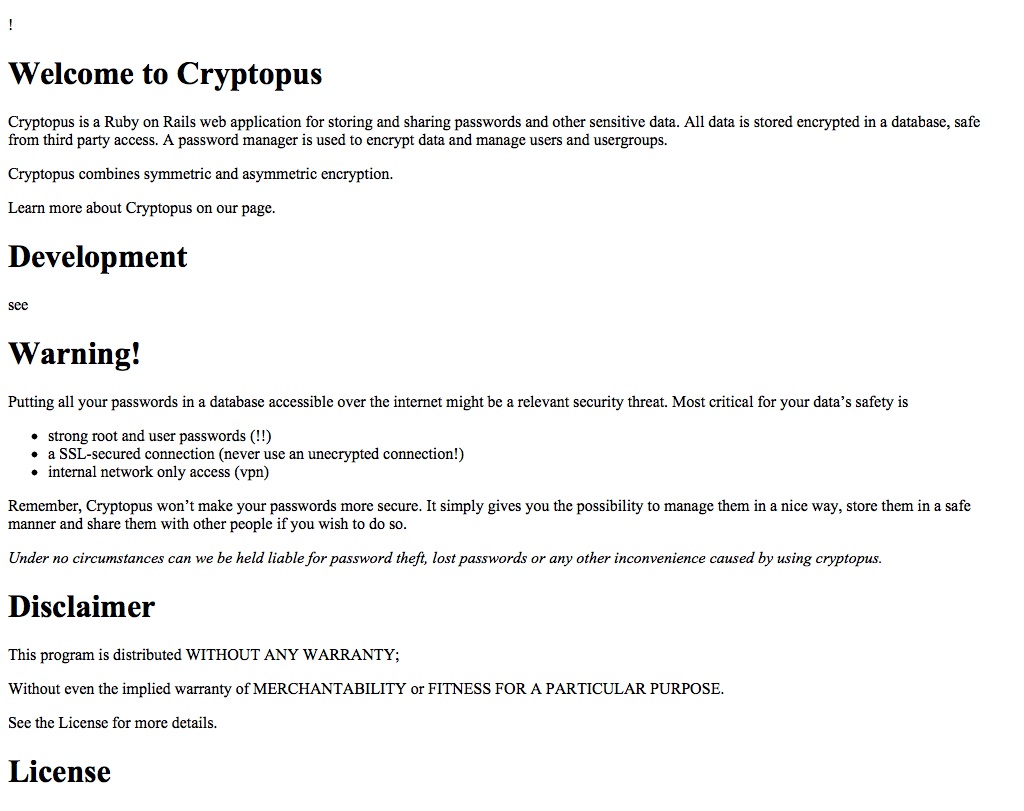 !
Welcome to Cryptopus
Cryptopus is a Ruby on Rails web application for storing and sharing passwords and other sensitive data. All data is stored encrypted in a database, safe
from third party access. A password manager is used to encrypt data and manage users and usergroups.
Cryptopus combines symmetric and asymmetric encryption.
Learn more about Cryptopus on our page.
Development
see
Warning!
Putting all your passwords in a database accessible over the internet might be a relevant security threat. Most critical for your data’s safety is
• strong root and user passwords (!!)
• a SSL-secured connection (never use an unecrypted connection!)
• internal network only access (vpn)
Remember, Cryptopus won’t make your passwords more secure. It simply gives you the possibility to manage them in a nice way, store them in a safe
manner and share them with other people if you wish to do so.
Under no circumstances can we be held liable for password theft, lost passwords or any other inconvenience caused by using cryptopus.
Disclaimer
This program is distributed WITHOUT ANY WARRANTY;
Without even the implied warranty of MERCHANTABILITY or FITNESS FOR A PARTICULAR PURPOSE.
See the License for more details.
License